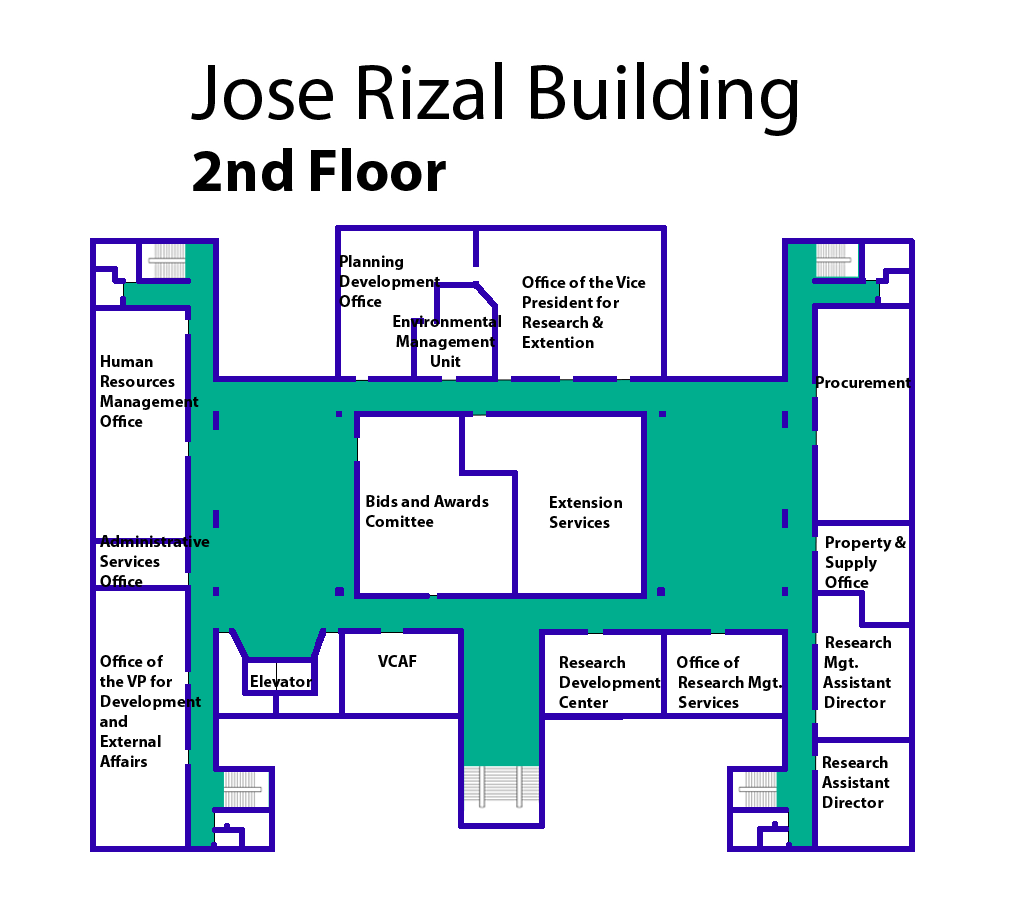 Jose Rizal Building
2nd Floor
Planning
Development
Office
Environmental
Management
Unit
Office of the Vice
President for
Research &
Extention
Human
Resources
Management
Office
Procurement
Bids and Awards
Comittee
Extension
Services
Administrative
Services
Office
Property &
Supply
Office
Office of
the VP for
Development
and
External
Affairs
Elevator
VCAF
Research
Development
Center
Office of
Research Mgt.
Services
Research
Mgt.
Assistant
Director
Research
Assistant
Director